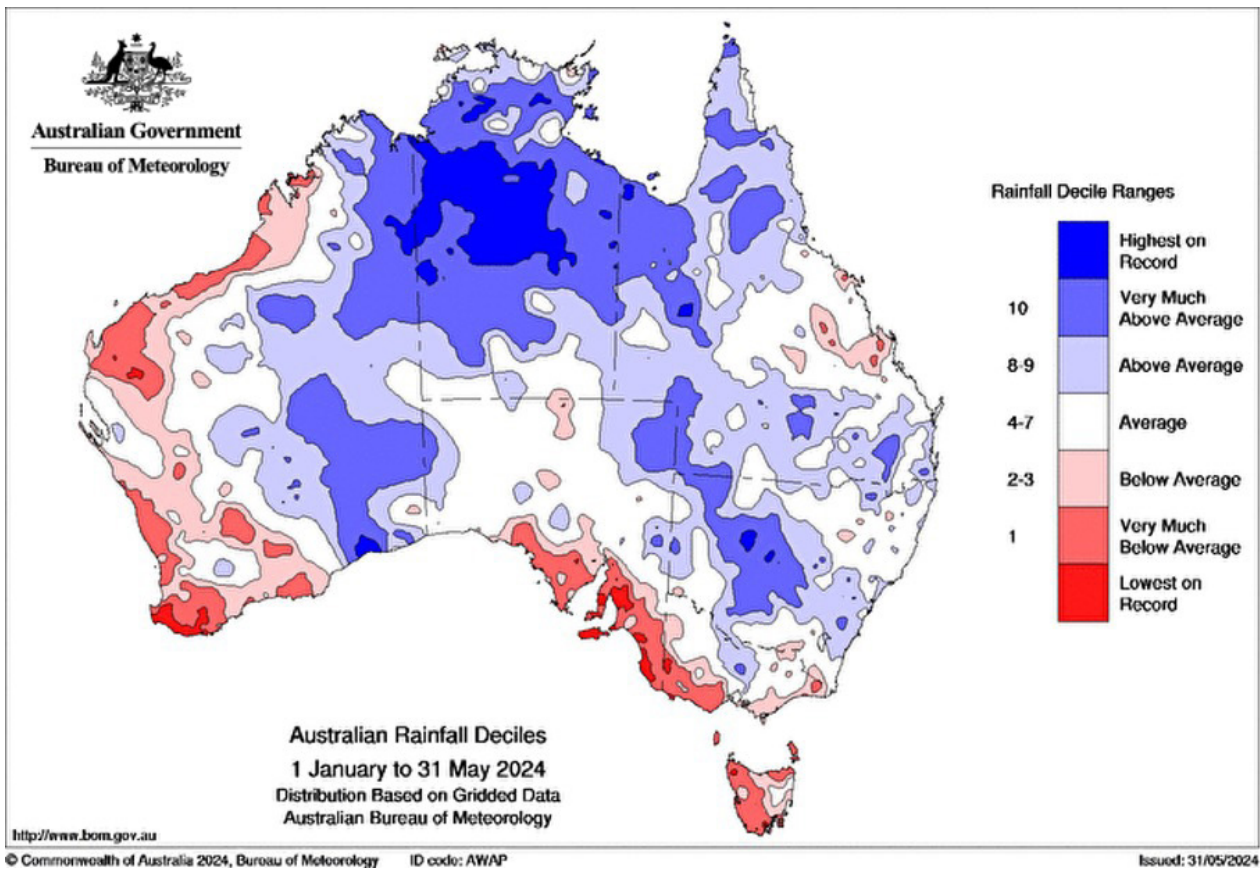 Australian Government
Bureau of Meteorology
Rainfall Decile Ranges
Highest on
Record
10
Very Much
Above Average
8-9
Above Average
4-7
Average
2-3
Below Average
1
Very Much
Below Average
Lowest on
Record
Australian Rainfall Deciles
1 January to 31 May 2024
Distribution Based on Gridded Data
Australian Bureau of Meteorology
http://www.bom.gov.au
© Commonwealth of Australia 2024, Bureau of Meteorology ID code: AWAP Issued: 31/05/2024